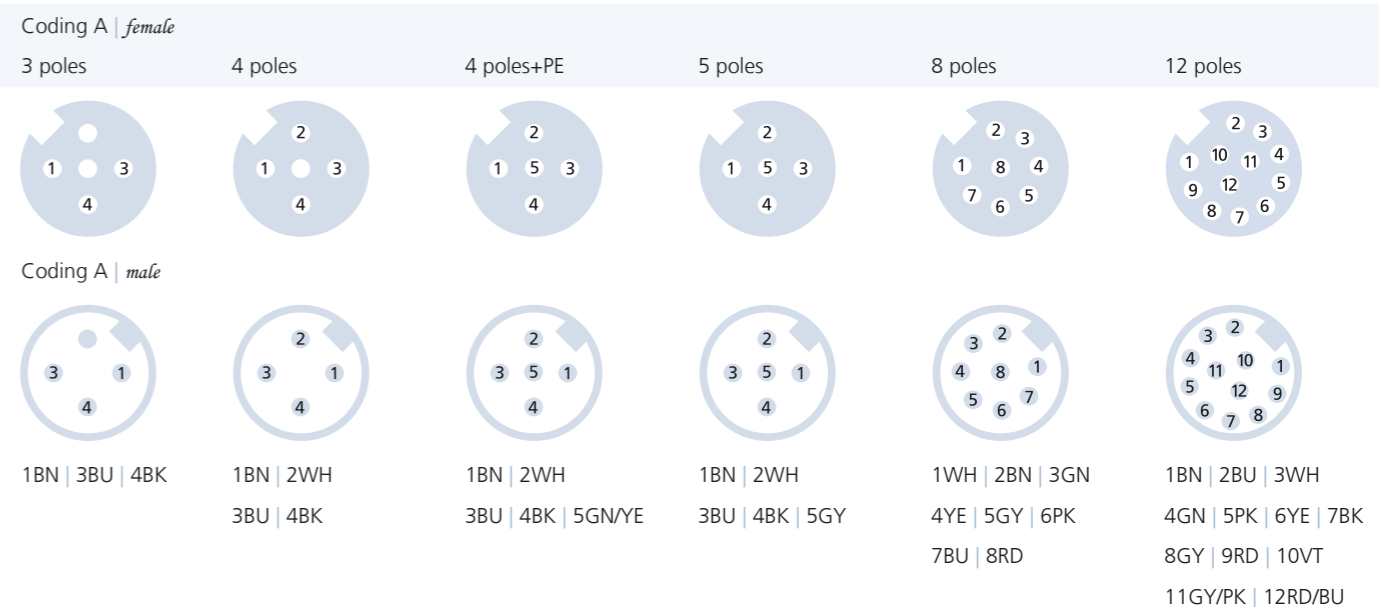 Coding A | female
3 poles 4 poles 4 poles+PE 5 poles 8 poles 12 poles
1 3 4
2 1 3 4
2 1 5 3 4
2 1 5 3 4
2 3 1 8 4 7 5 6
2 3 1 10 11 4 9 12 5 8 7 6
Coding A | male
3 1 4
2 3 1 4
2 3 5 1 4
2 3 5 1 4
2 3 4 8 1 5 7 6
3 2 4 11 10 1 5 12 9 6 7 8
1BN | 3BU | 4BK
1BN | 2WH
3BU | 4BK
1BN | 2WH
3BU | 4BK | 5GN/YE
1BN | 2WH
3BU | 4BK | 5GY
1WH | 2BN | 3GN
4YE | 5GY | 6PK
7BU | 8RD
1BN | 2BU | 3WH
4GN | 5PK | 6YE | 7BK
8GY | 9RD | 10VT
11GY/PK | 12RD/BU